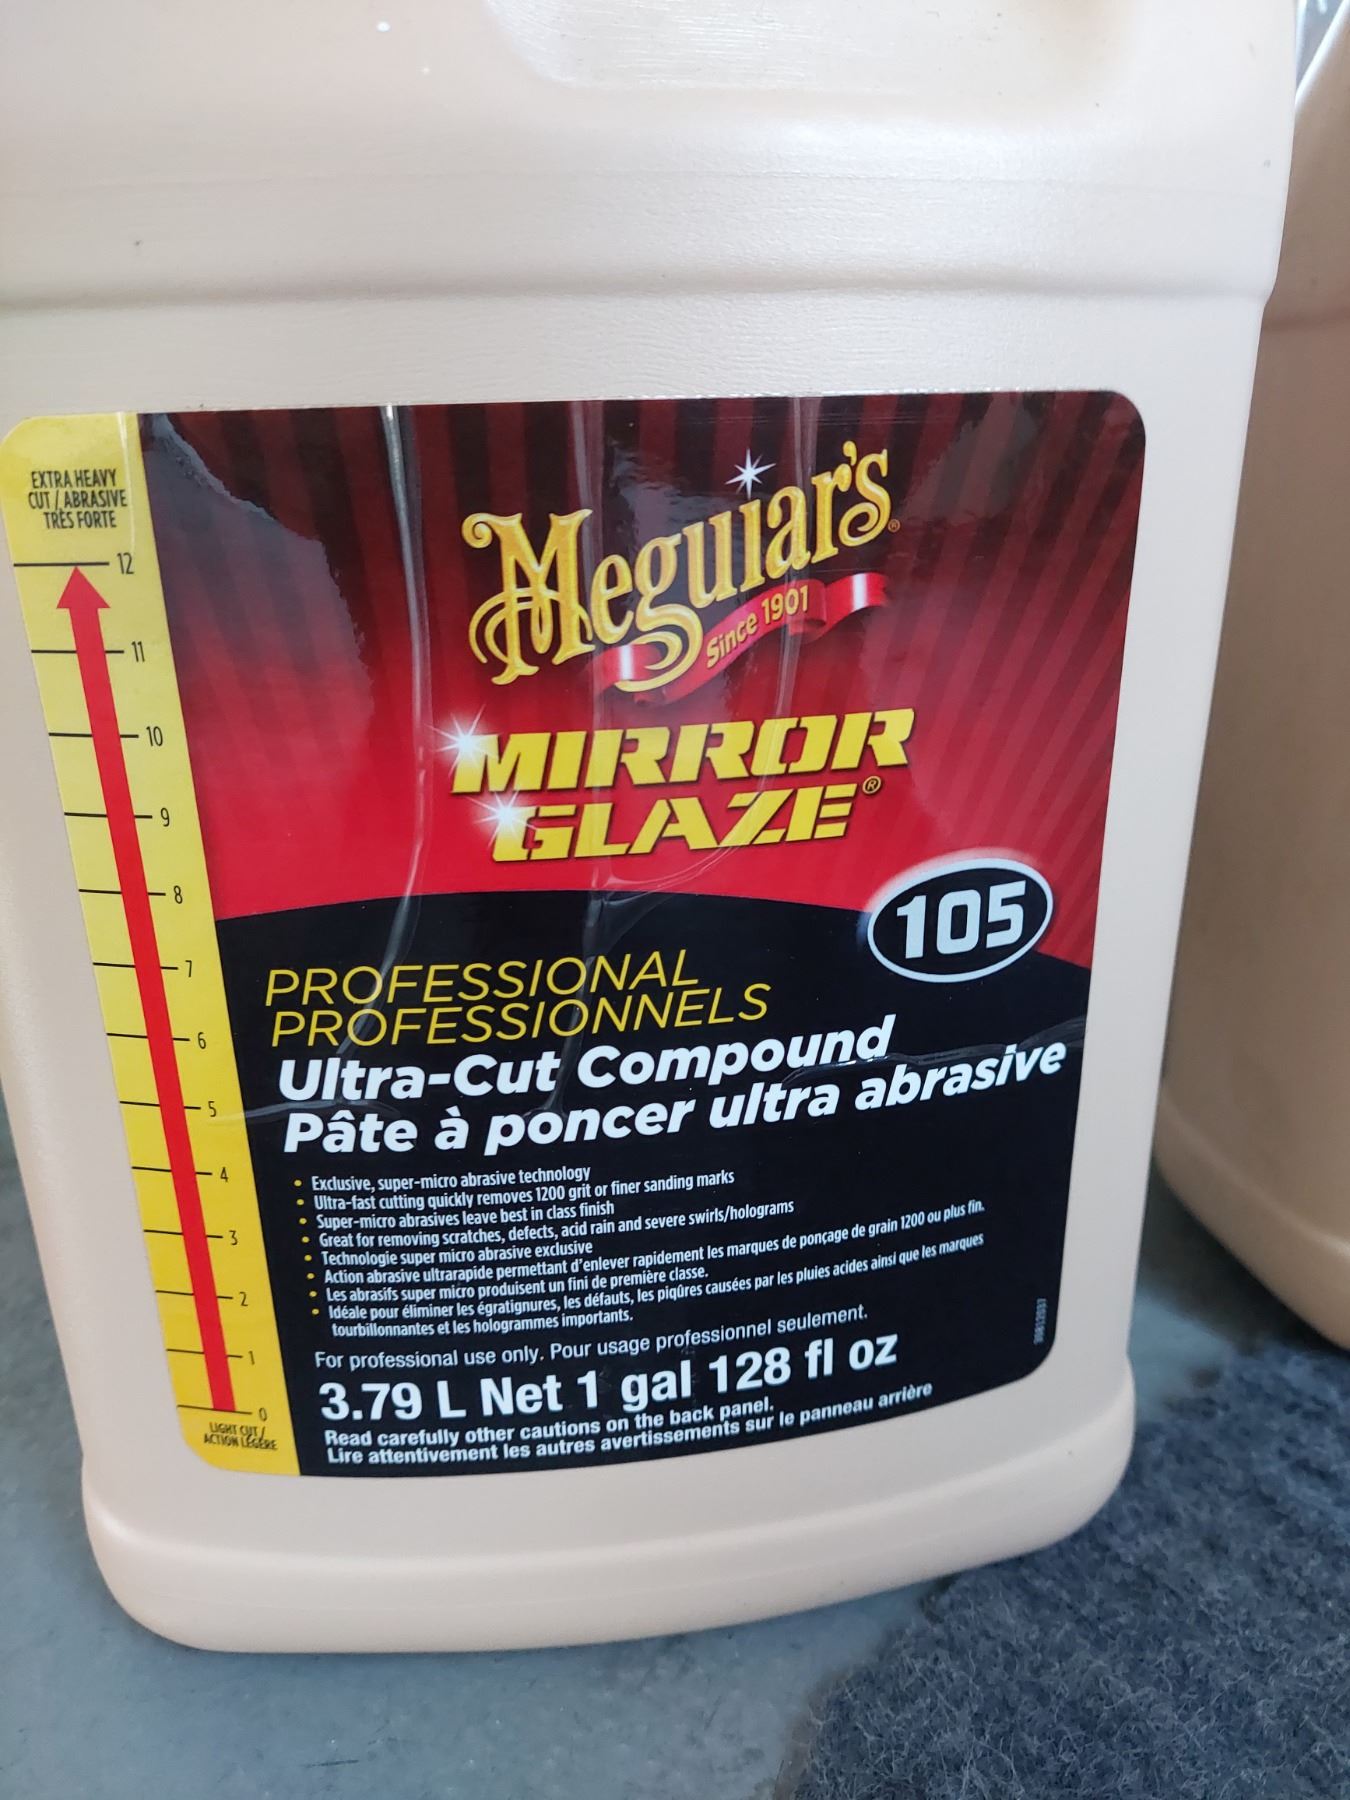 EXTRA HEAVY
CUT / ABRASIVE
TRÈS FORTE
12
11
10
9
8
7
6
5
4
3
2
1
0
LIGHT CUT /
ACTION LÉGÈRE
Meguiar's®
Since 1901
MIRROR
GLAZE®
105
PROFESSIONAL
PROFESSIONNELS
Ultra-Cut Compound
Pâte à poncer ultra abrasive
• Exclusive, super-micro abrasive technology
• Ultra-fast cutting quickly removes 1200 grit or finer sanding marks
• Super-micro abrasives leave best in class finish
• Great for removing scratches, defects, acid rain and severe swirls/holograms
• Technologie super micro abrasive exclusive
• Action abrasive ultrarapide permettant d'enlever rapidement les marques de ponçage de grain 1200 ou plus fin.
• Les abrasifs super micro produisent un fini de première classe.
• Idéale pour éliminer les égratignures, les défauts, les piqûres causées par les pluies acides ainsi que les marques
tourbillonnantes et les hologrammes importants.
For professional use only. Pour usage professionnel seulement.
3.79 L Net 1 gal 128 fl oz
Read carefully other cautions on the back panel.
Lire attentivement les autres avertissements sur le panneau arrière